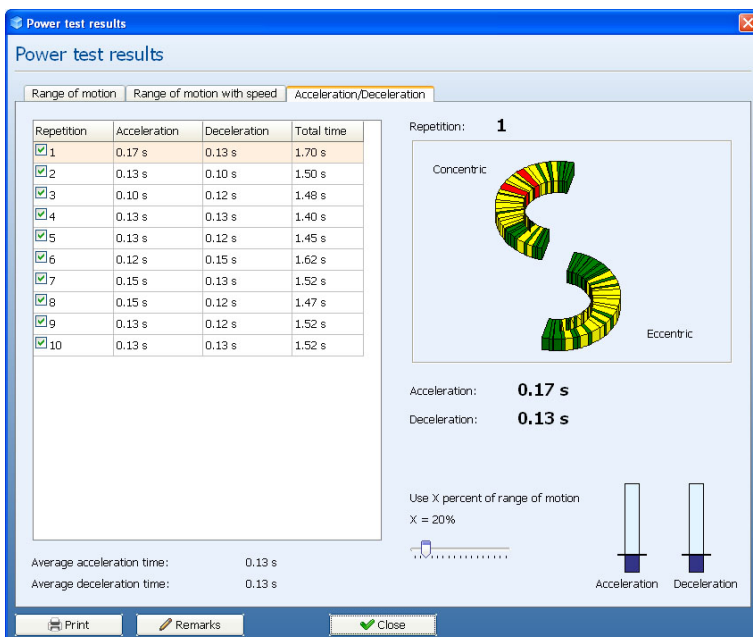 Power test results
Power test results
Range of motion Range of motion with speed Acceleration/Deceleration
Repetition Acceleration Deceleration Total time
1 0.17 s 0.13 s 1.70 s
2 0.13 s 0.10 s 1.50 s
3 0.10 s 0.12 s 1.48 s
4 0.13 s 0.13 s 1.40 s
5 0.13 s 0.12 s 1.45 s
6 0.12 s 0.15 s 1.62 s
7 0.15 s 0.13 s 1.52 s
8 0.15 s 0.12 s 1.47 s
9 0.13 s 0.12 s 1.52 s
10 0.13 s 0.13 s 1.52 s
Average acceleration time: 0.13 s
Average deceleration time: 0.13 s
Repetition: 1
Concentric
Eccentric
Acceleration: 0.17 s
Deceleration: 0.13 s
Use X percent of range of motion
X = 20%
Acceleration Deceleration
Print Remarks Close